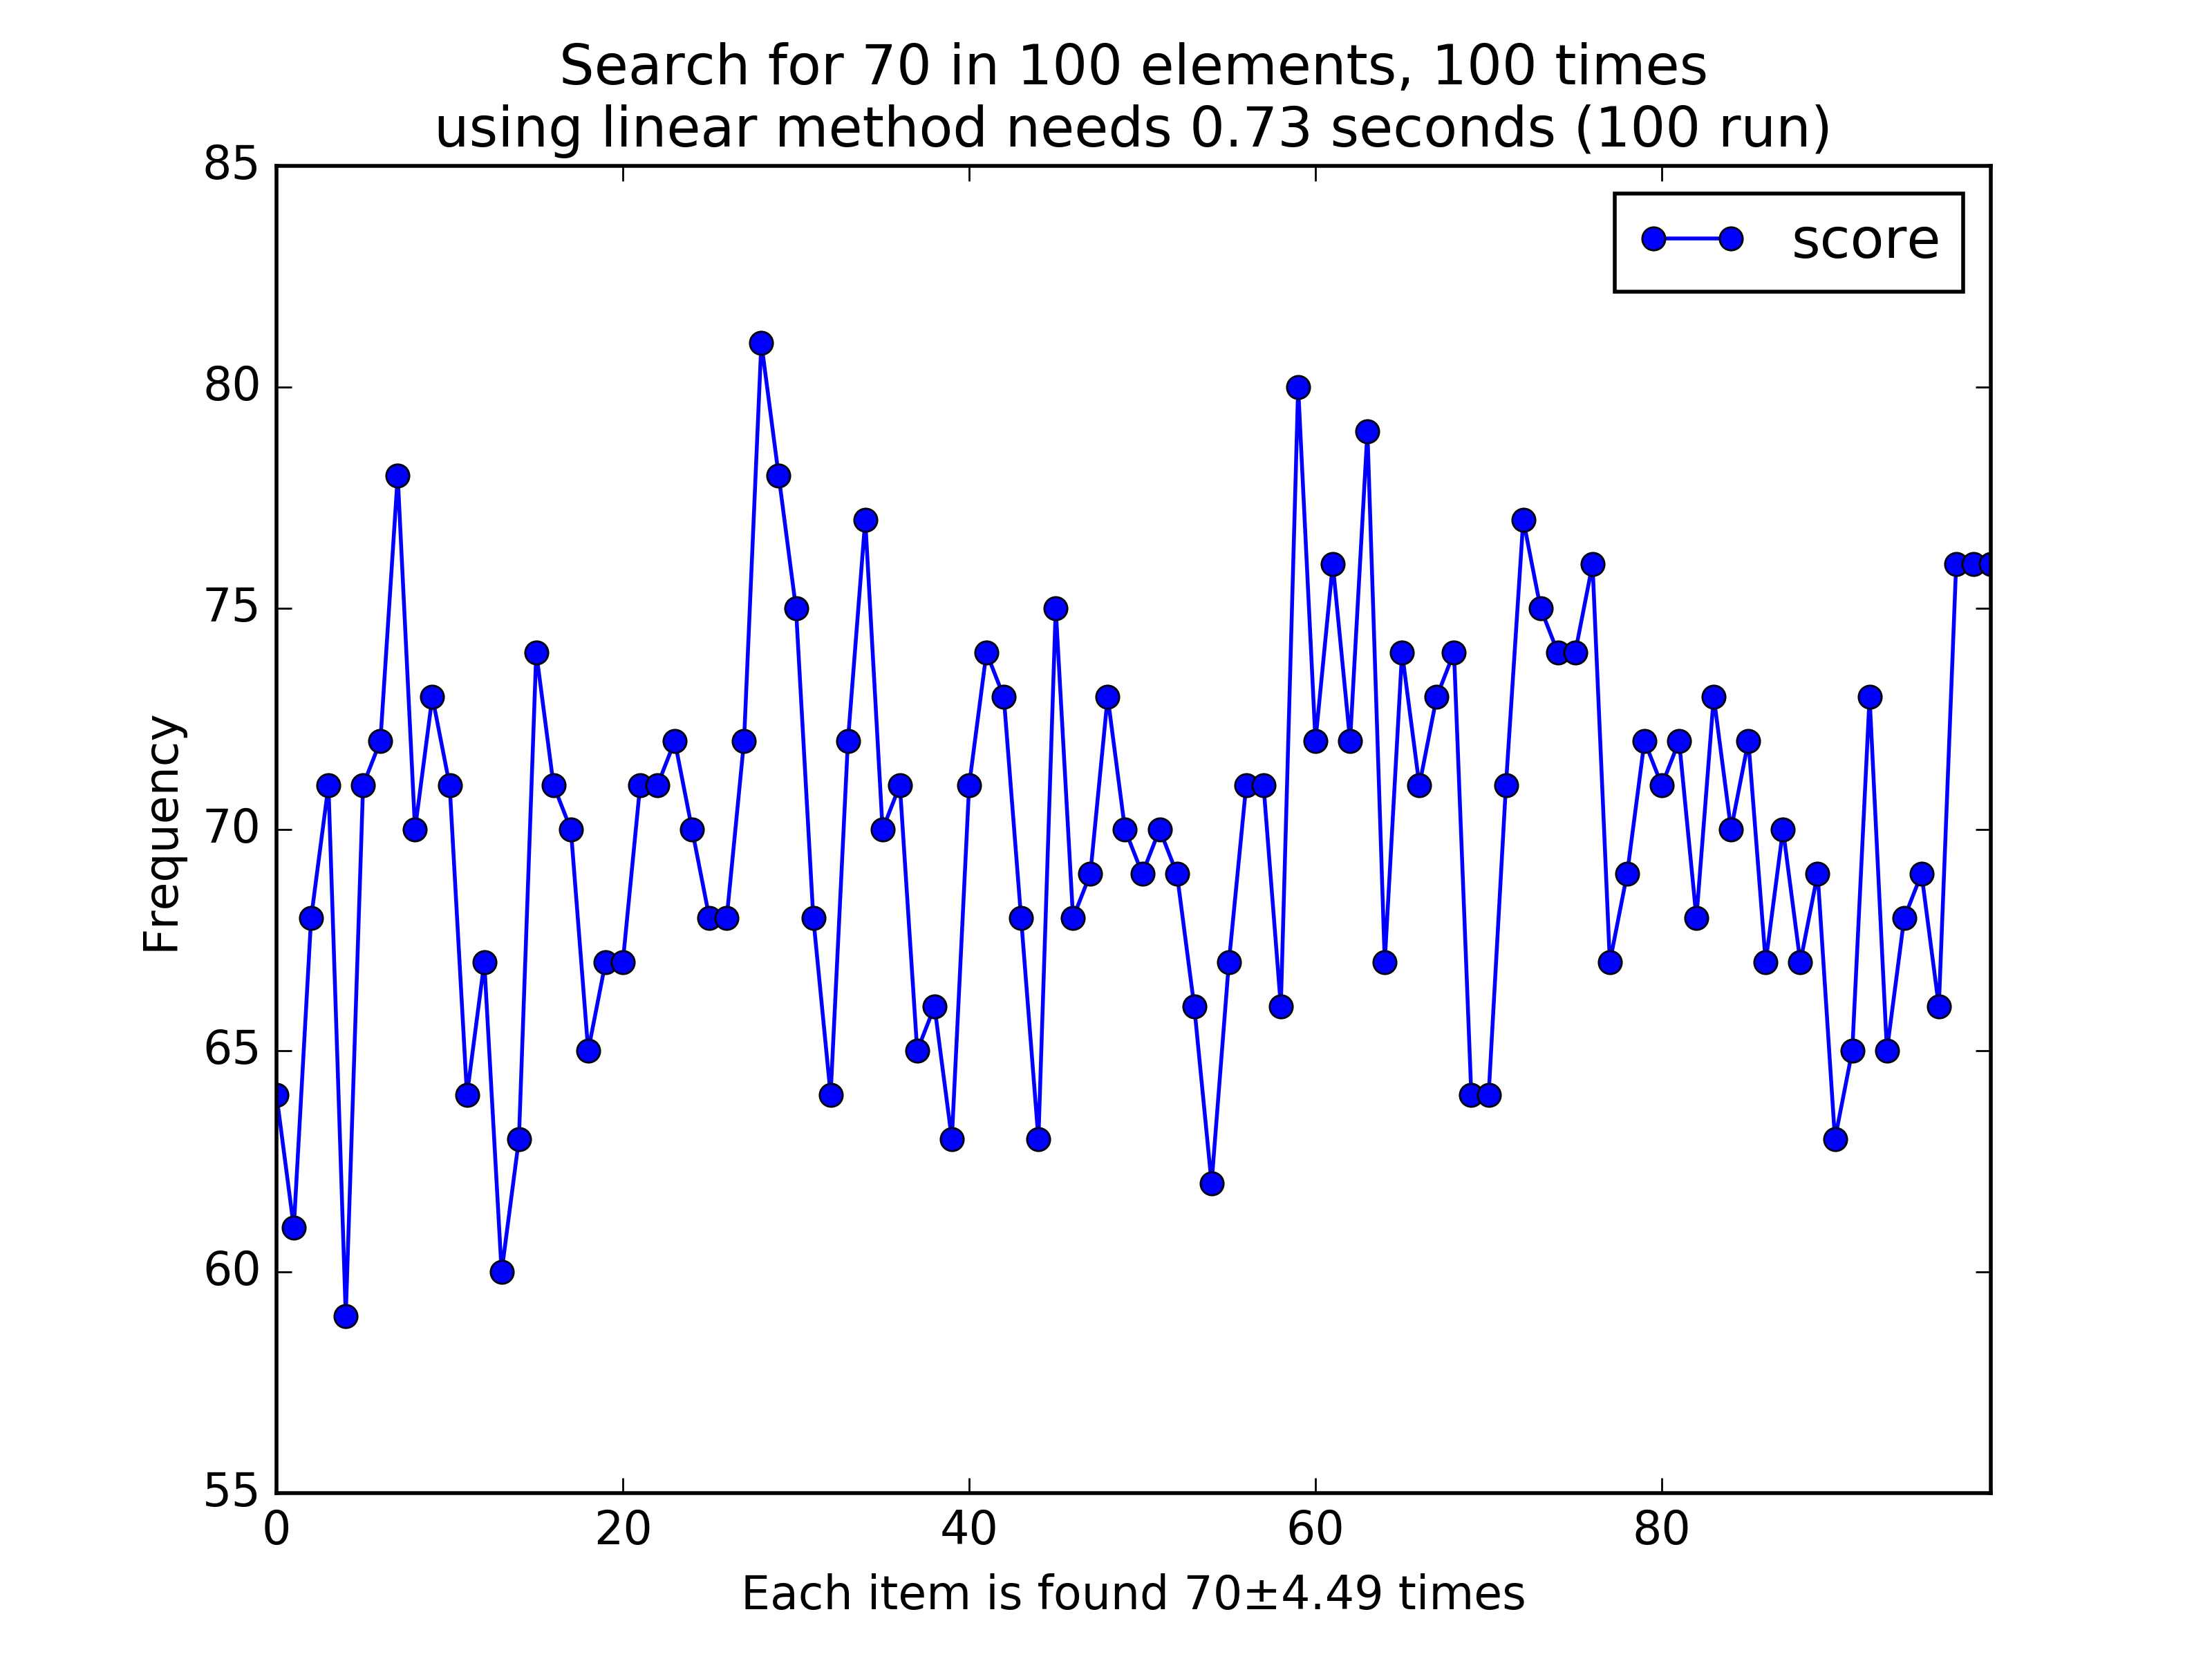 Search for 70 in 100 elements, 100 times
using linear method needs 0.73 seconds (100 run)
85
score
80
75
70
65
60
55
Frequency
0 20 40 60 80
Each item is found 70±4.49 times